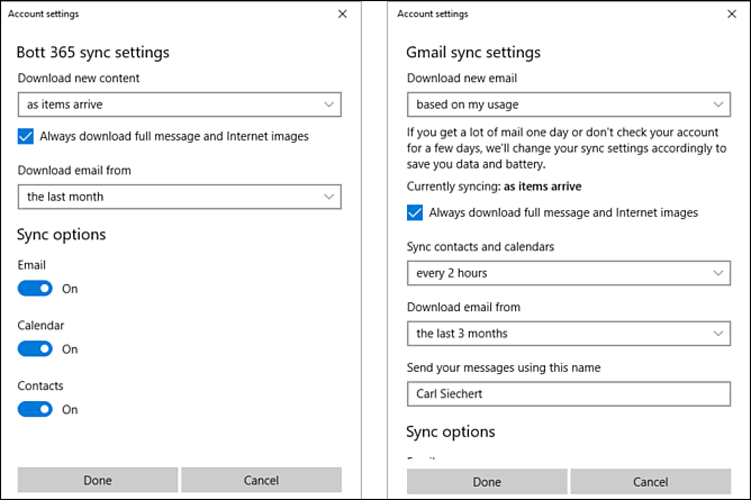 Account settings
Bott 365 sync settings
Download new content
as items arrive
Always download full message and Internet images
Download email from
the last month
Sync options
Email
On
Calendar
On
Contacts
On
Done
Cancel
Account settings
Gmail sync settings
Download new email
based on my usage
If you get a lot of mail one day or don't check your account
for a few days, we'll change your sync settings accordingly to
save you data and battery.
Currently syncing: as items arrive
Always download full message and Internet images
Sync contacts and calendars
every 2 hours
Download email from
the last 3 months
Send your messages using this name
Carl Siechert
Sync options
Done
Cancel